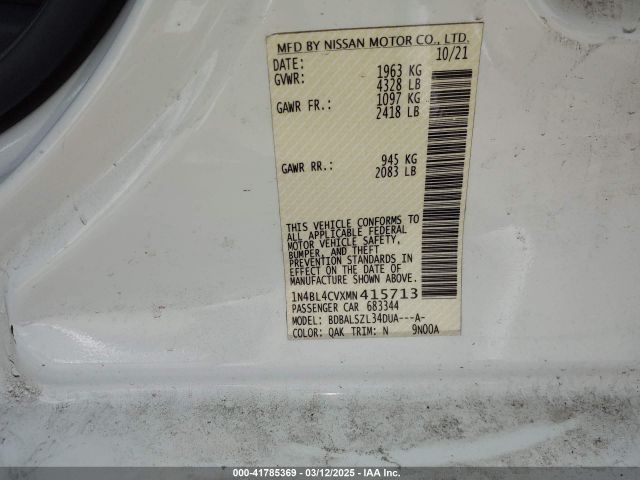 MFD BY NISSAN MOTOR CO., LTD.
DATE: 10/21
GVWR: 1963 KG
4328 LB
GAWR FR.: 1097 KG
2418 LB
GAWR RR.: 945 KG
2083 LB
THIS VEHICLE CONFORMS TO
ALL APPLICABLE FEDERAL
MOTOR VEHICLE SAFETY,
BUMPER, AND THEFT
PREVENTION STANDARDS IN
EFFECT ON THE DATE OF
MANUFACTURE SHOWN ABOVE.
1N4BL4CVXMN415713
PASSENGER CAR 683344
MODEL: BDBALSZL34DUA---A-
COLOR: QAK TRIM: N 9N00A
000-41785369 • 03/12/2025 • IAA Inc.